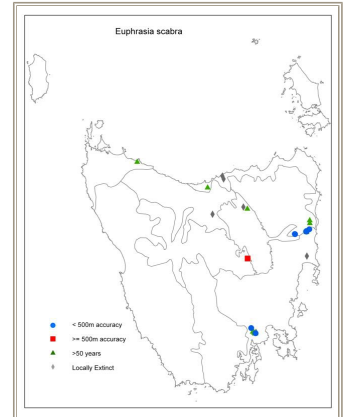 Euphrasia scabra
< 500m accuracy
>= 500m accuracy
>50 years
Locally Extinct